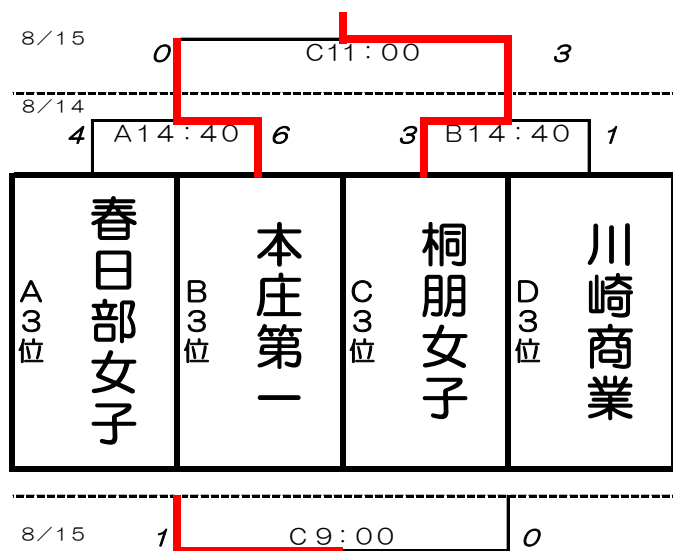 8/15
0 C11:00 3
8/14
4 A14:40 6 3 B14:40 1
A3位 春日部女子
B3位 本庄第一
C3位 桐朋女子
D3位 川崎商業
8/15 1 C9:00 0